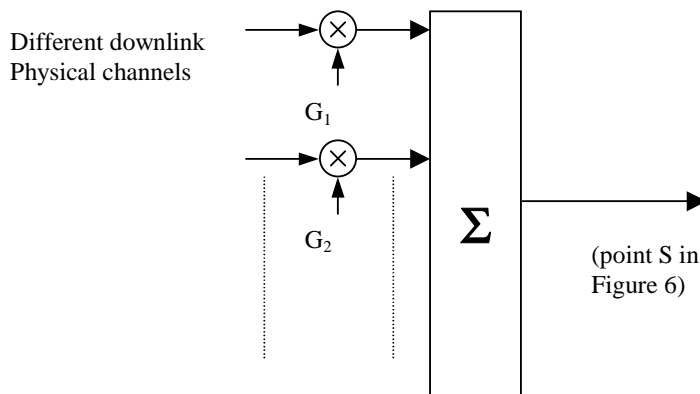 Different downlink
Physical channels
G1
G2
Σ
(point S in
Figure 6)